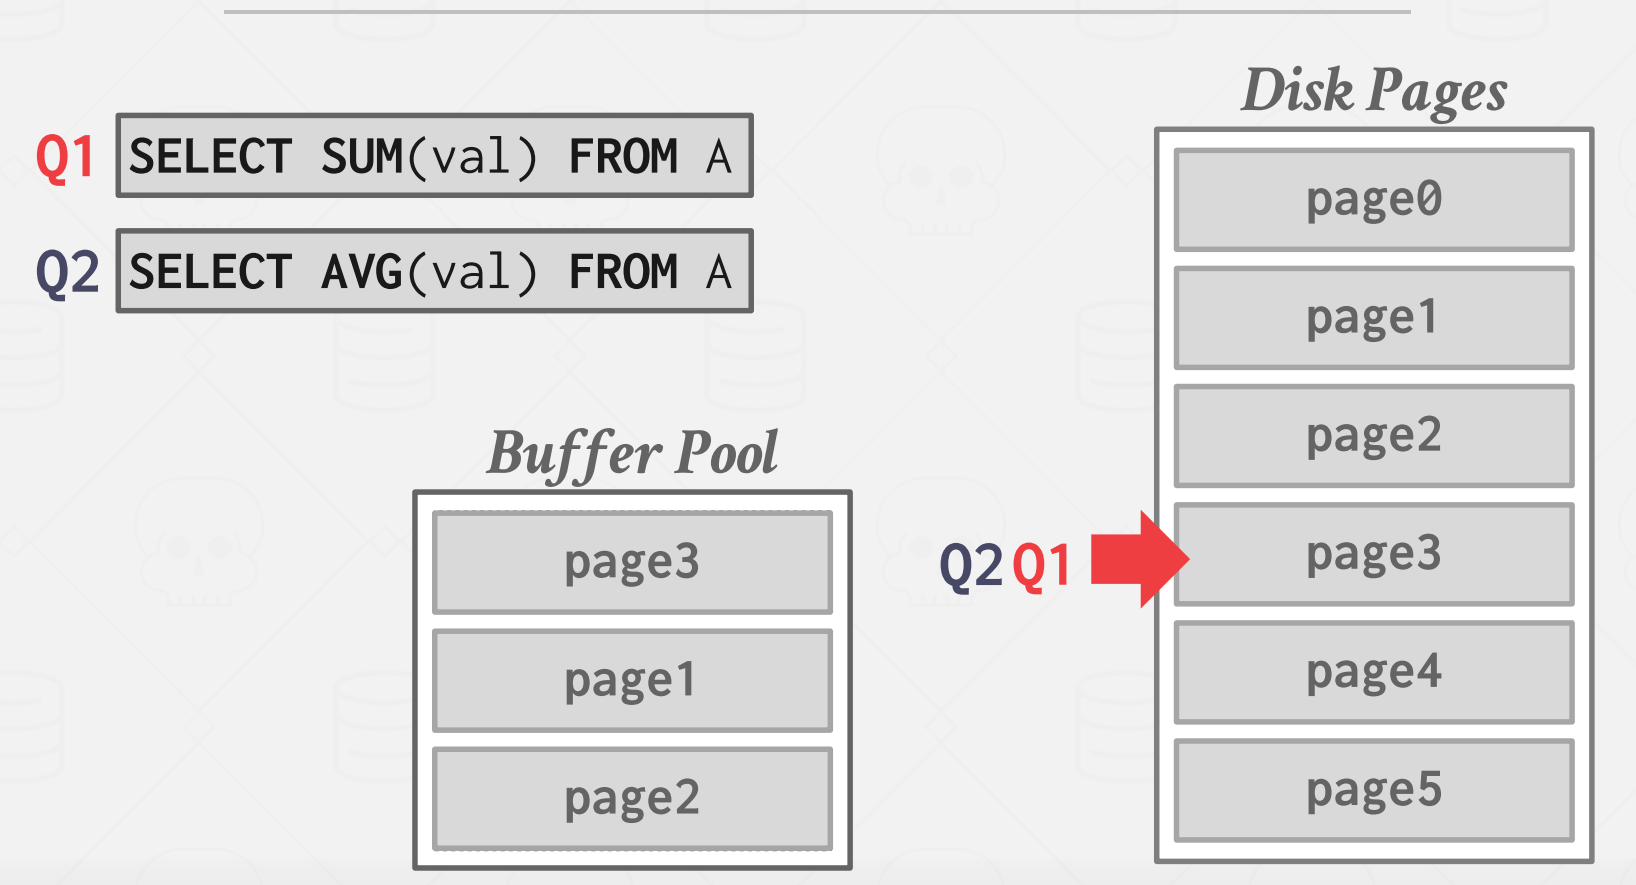 Disk Pages
Q1 SELECT SUM(val) FROM A
Q2 SELECT AVG(val) FROM A
page0
page1
page2
page3
page4
page5
Buffer Pool
page3
page1
page2
Q2 Q1